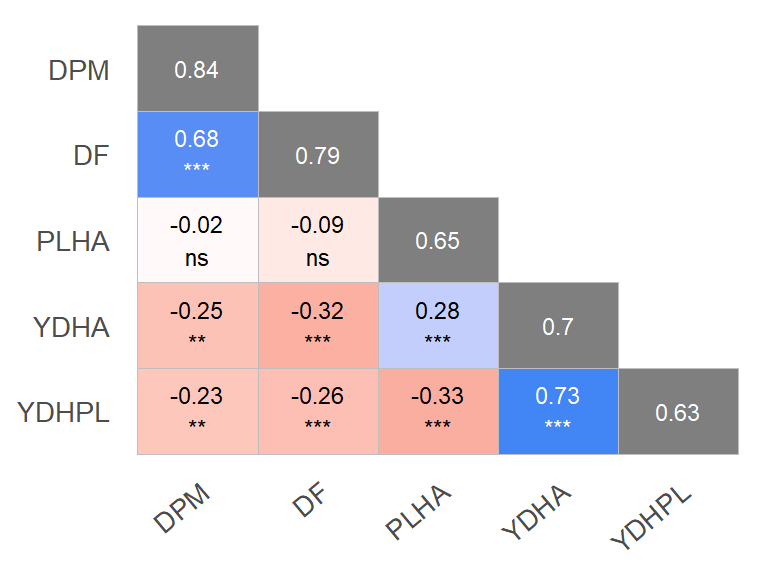 DPM 0.84
DF 0.68 0.79
***
PLHA -0.02 -0.09 0.65
ns ns
YDHA -0.25 -0.32 0.28 0.7
** *** ***
YDHPL -0.23 -0.26 -0.33 0.73 0.63
** *** *** ***
DPM DF PLHA YDHA YDHPL